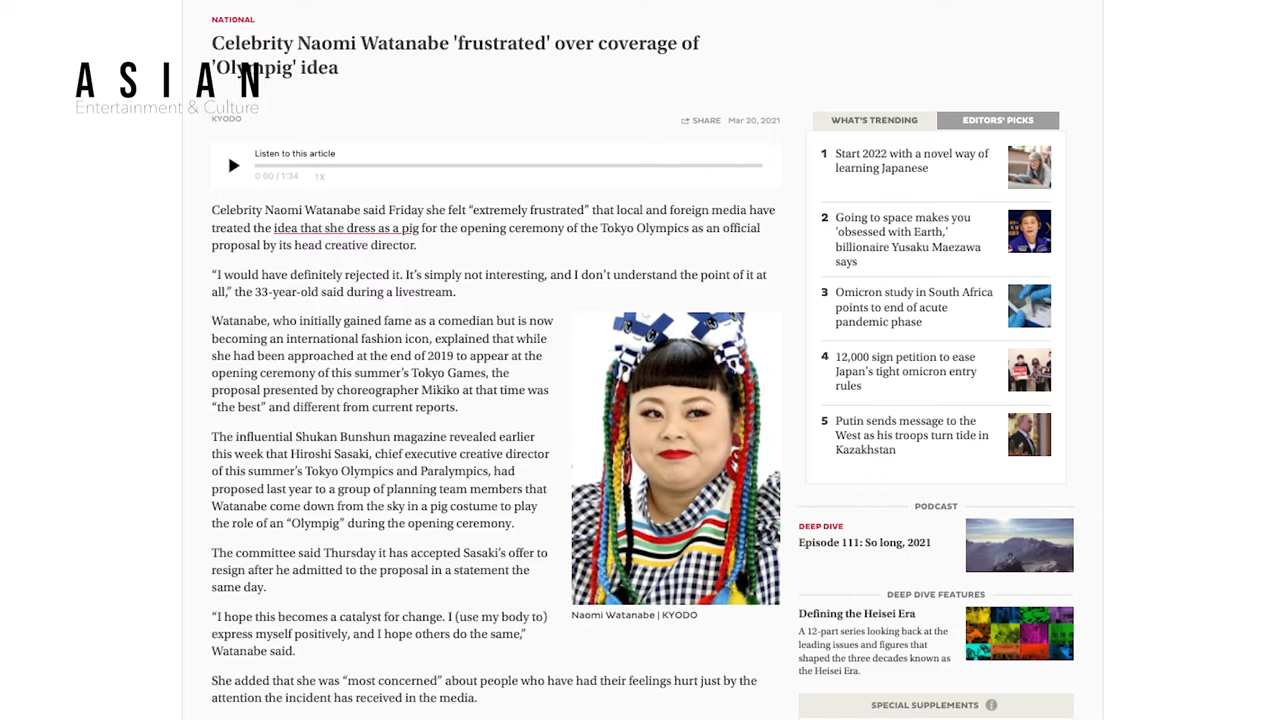 NATIONAL
Celebrity Naomi Watanabe 'frustrated' over coverage of
'Olympig' idea
ASIAN
Entertainment & Culture
KYODO
SHARE Mar 20, 2021
Listen to this article
0:00 / 1:34 1X
Celebrity Naomi Watanabe said Friday she felt “extremely frustrated” that local and foreign media have
treated the idea that she dress as a pig for the opening ceremony of the Tokyo Olympics as an official
proposal by its head creative director.
“I would have definitely rejected it. It’s simply not interesting, and I don’t understand the point of it at
all,” the 33-year-old said during a livestream.
Watanabe, who initially gained fame as a comedian but is now
becoming an international fashion icon, explained that while
she had been approached at the end of 2019 to appear at the
opening ceremony of this summer’s Tokyo Games, the
proposal presented by choreographer Mikiko at that time was
“the best” and different from current reports.
The influential Shukan Bunshun magazine revealed earlier
this week that Hiroshi Sasaki, chief executive creative director
of this summer’s Tokyo Olympics and Paralympics, had
proposed last year to a group of planning team members that
Watanabe come down from the sky in a pig costume to play
the role of an “Olympig” during the opening ceremony.
The committee said Thursday it has accepted Sasaki’s offer to
resign after he admitted to the proposal in a statement the
same day.
“I hope this becomes a catalyst for change. I (use my body to)
express myself positively, and I hope others do the same,”
Watanabe said.
She added that she was “most concerned” about people who have had their feelings hurt just by the
attention the incident has received in the media.
Naomi Watanabe | KYODO
WHAT'S TRENDING
EDITORS' PICKS
1 Start 2022 with a novel way of
learning Japanese
2 Going to space makes you
'obsessed with Earth,'
billionaire Yusaku Maezawa
says
3 Omicron study in South Africa
points to end of acute
pandemic phase
4 12,000 sign petition to ease
Japan’s tight omicron entry
rules
5 Putin sends message to the
West as his troops turn tide in
Kazakhstan
PODCAST
DEEP DIVE
Episode 111: So long, 2021
DEEP DIVE FEATURES
Defining the Heisei Era
A 12-part series looking back at the
leading issues and figures that
shaped the three decades known as
the Heisei Era.
SPECIAL SUPPLEMENTS i